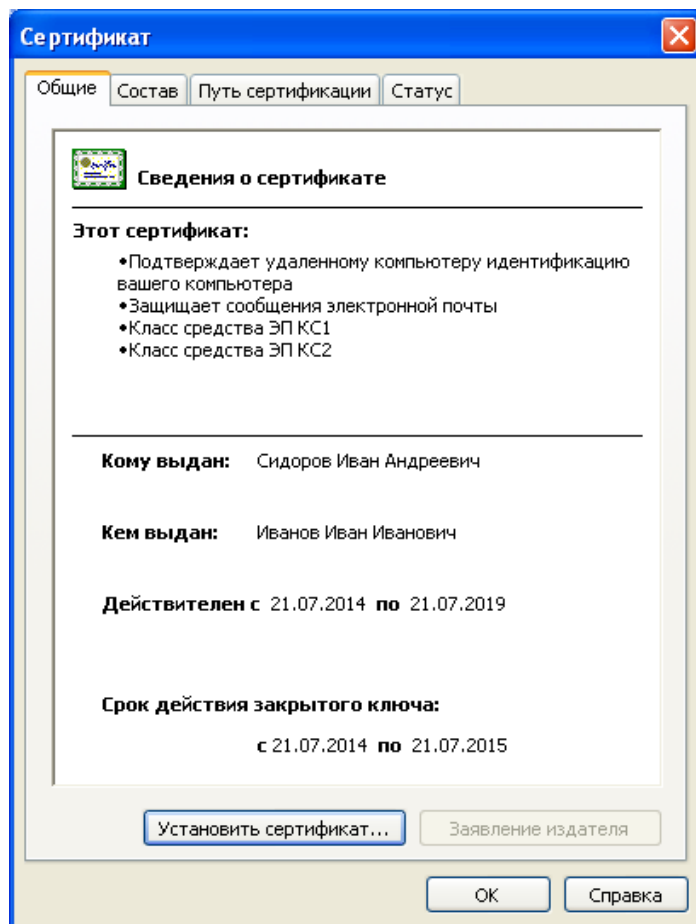 Сертификат
Общие Состав Путь сертификации Статус
Сведения о сертификате
Этот сертификат:
•Подтверждает удаленному компьютеру идентификацию
вашего компьютера
•Защищает сообщения электронной почты
•Класс средства ЭП КС1
•Класс средства ЭП КС2
Кому выдан: Сидоров Иван Андреевич
Кем выдан: Иванов Иван Иванович
Действителен с 21.07.2014 по 21.07.2019
Срок действия закрытого ключа:
с 21.07.2014 по 21.07.2015
Установить сертификат... Заявление издателя
ОК Справка